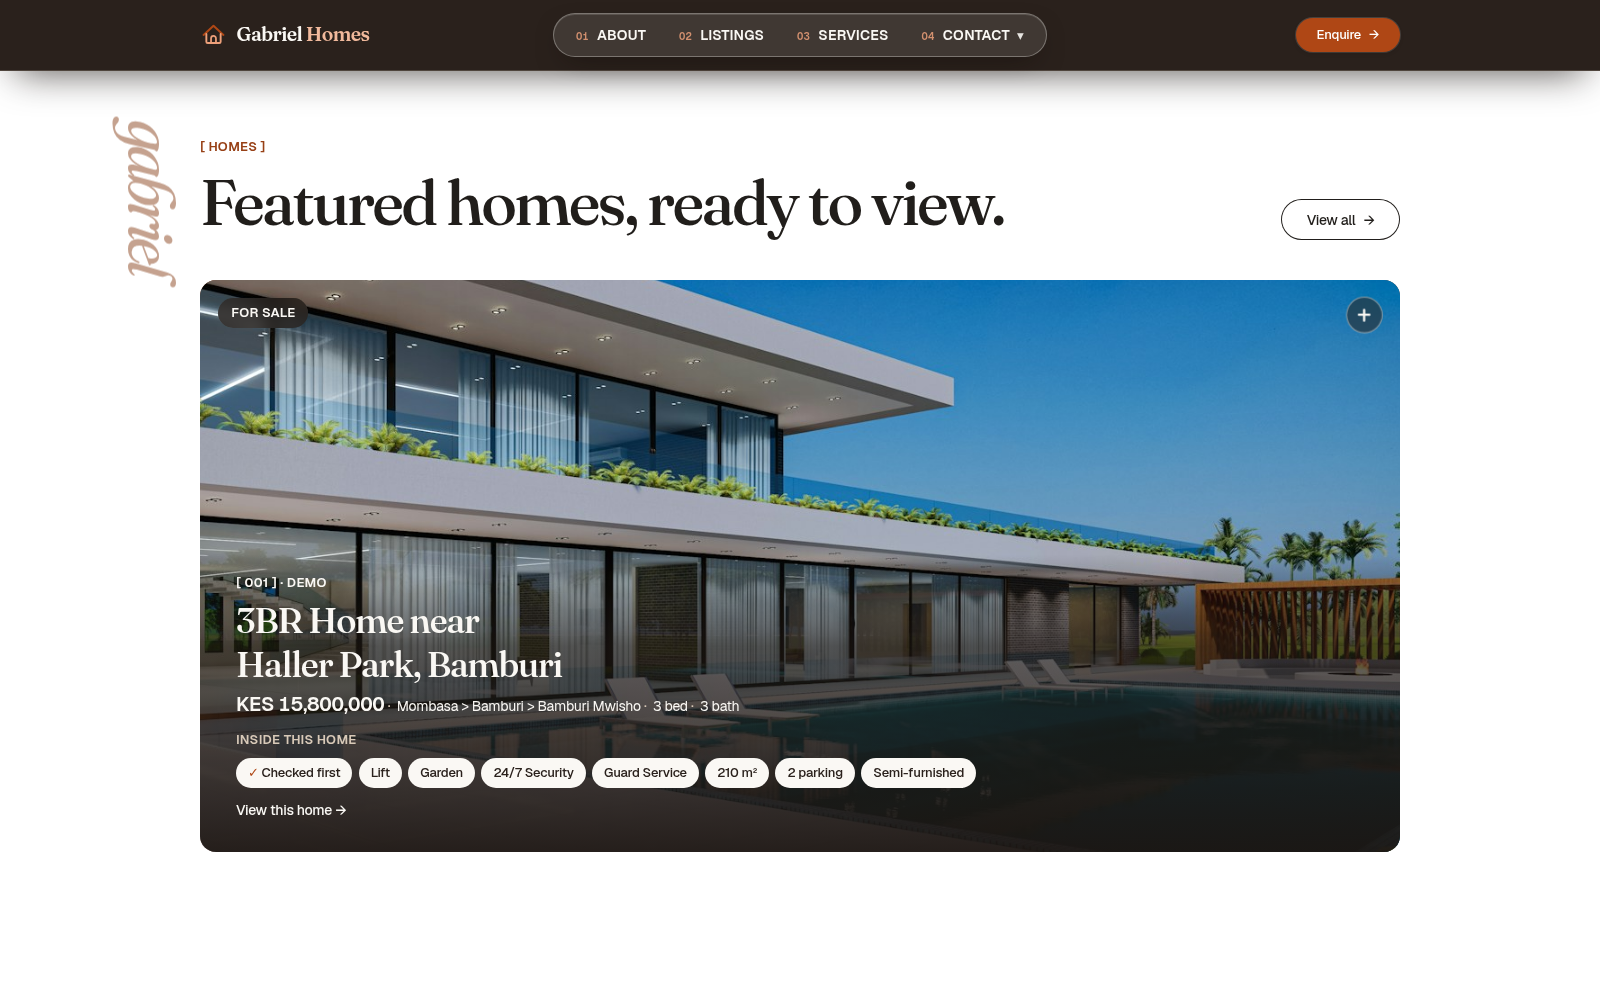 Gabriel Homes
01 ABOUT
02 LISTINGS
03 SERVICES
04 CONTACT ▾
Enquire →
gabriel
[ HOMES ]
Featured homes, ready to view.
View all →
FOR SALE
+
[ 001 ] · DEMO
3BR Home near
Haller Park, Bamburi
KES 15,800,000 · Mombasa > Bamburi > Bamburi Mwisho · 3 bed · 3 bath
INSIDE THIS HOME
✓ Checked first
Lift
Garden
24/7 Security
Guard Service
210 m²
2 parking
Semi-furnished
View this home →